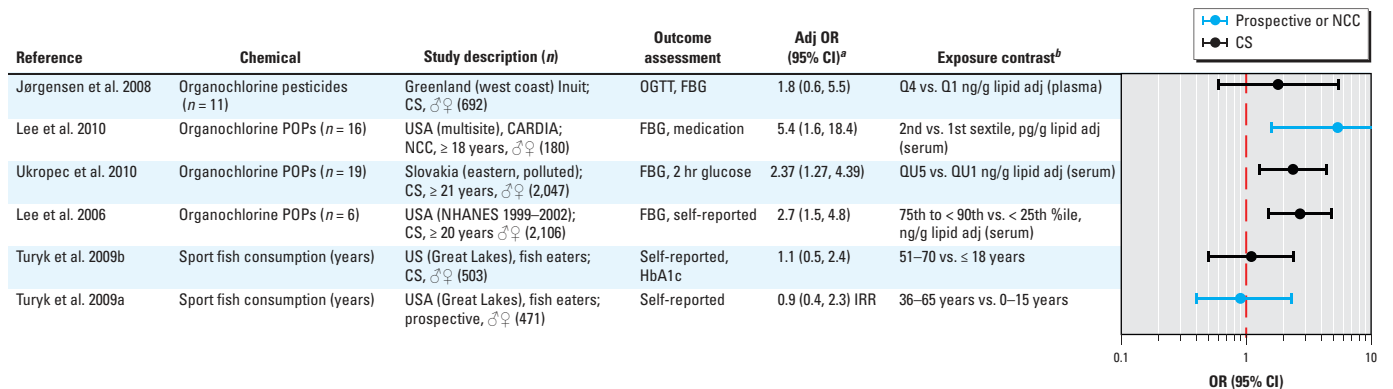 Prospective or NCC
CS
Reference Chemical Study description (n) Outcome assessment Adj OR (95% CI)a Exposure contrastb
Jørgensen et al. 2008 Organochlorine pesticides Greenland (west coast) Inuit; OGTT, FBG 1.8 (0.6, 5.5) Q4 vs. Q1 ng/g lipid adj (plasma)
(n = 11) CS, ♂♀ (692)
Lee et al. 2010 Organochlorine POPs (n = 16) USA (multisite), CARDIA; FBG, medication 5.4 (1.6, 18.4) 2nd vs. 1st sextile, pg/g lipid adj
NCC, ≥ 18 years, ♂♀ (180) (serum)
Ukropec et al. 2010 Organochlorine POPs (n = 19) Slovakia (eastern, polluted); FBG, 2 hr glucose 2.37 (1.27, 4.39) QU5 vs. QU1 ng/g lipid adj (serum)
CS, ≥ 21 years, ♂♀ (2,047)
Lee et al. 2006 Organochlorine POPs (n = 6) USA (NHANES 1999–2002); FBG, self-reported 2.7 (1.5, 4.8) 75th to < 90th vs. < 25th %ile,
CS, ≥ 20 years ♂♀ (2,106) ng/g lipid adj (serum)
Turyk et al. 2009b Sport fish consumption (years) US (Great Lakes), fish eaters; Self-reported, 1.1 (0.5, 2.4) 51–70 vs. ≤ 18 years
CS, ♂♀ (503) HbA1c
Turyk et al. 2009a Sport fish consumption (years) USA (Great Lakes), fish eaters; Self-reported 0.9 (0.4, 2.3) IRR 36–65 years vs. 0–15 years
prospective, ♂♀ (471)
0.1 1 10
OR (95% CI)